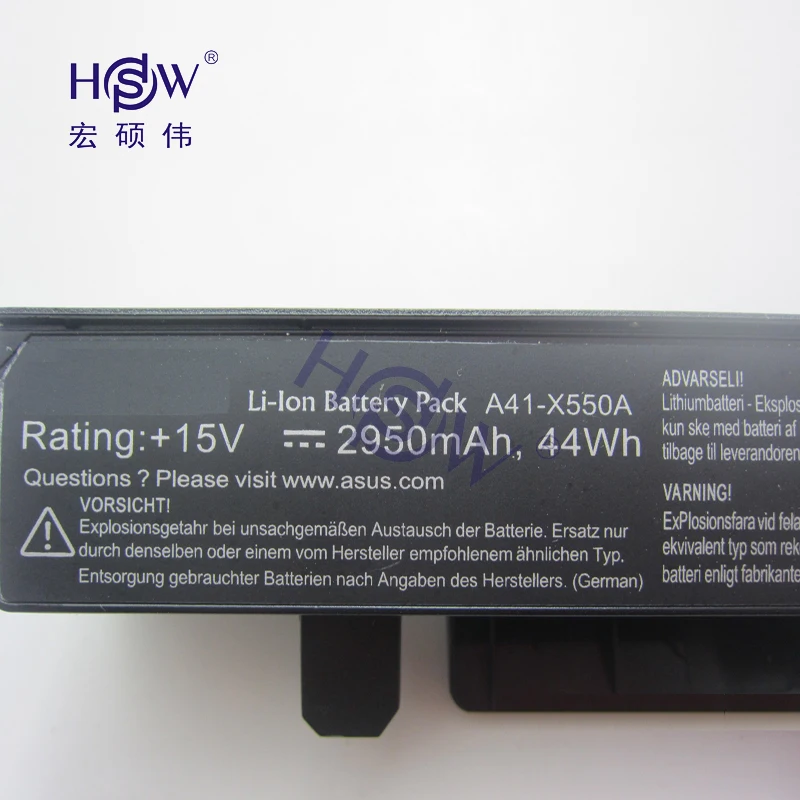 HSW®
宏硕伟
Li-Ion Battery Pack A41-X550A
Rating:+15V 2950mAh, 44Wh
Questions ? Please visit www.asus.com
VORSICHT!
Explosionsgetahr bei unsachgemäßen Austausch der Batterie. Ersatz nur
durch denselben oder einem vom Hersteller empfohlenem ähnlichen Typ.
Entsorgung gebrauchter Batterien nach Angaben des Herstellers. (German)
ADVARSELI!
Lithiumbatteri - Eksplos
kun ske med batteri af
tilbage til leverandoren
VARNING!
ExPlosionsfara vid fela
ekvivalent typ som reko
batteri enligt fabrikante
HSW®